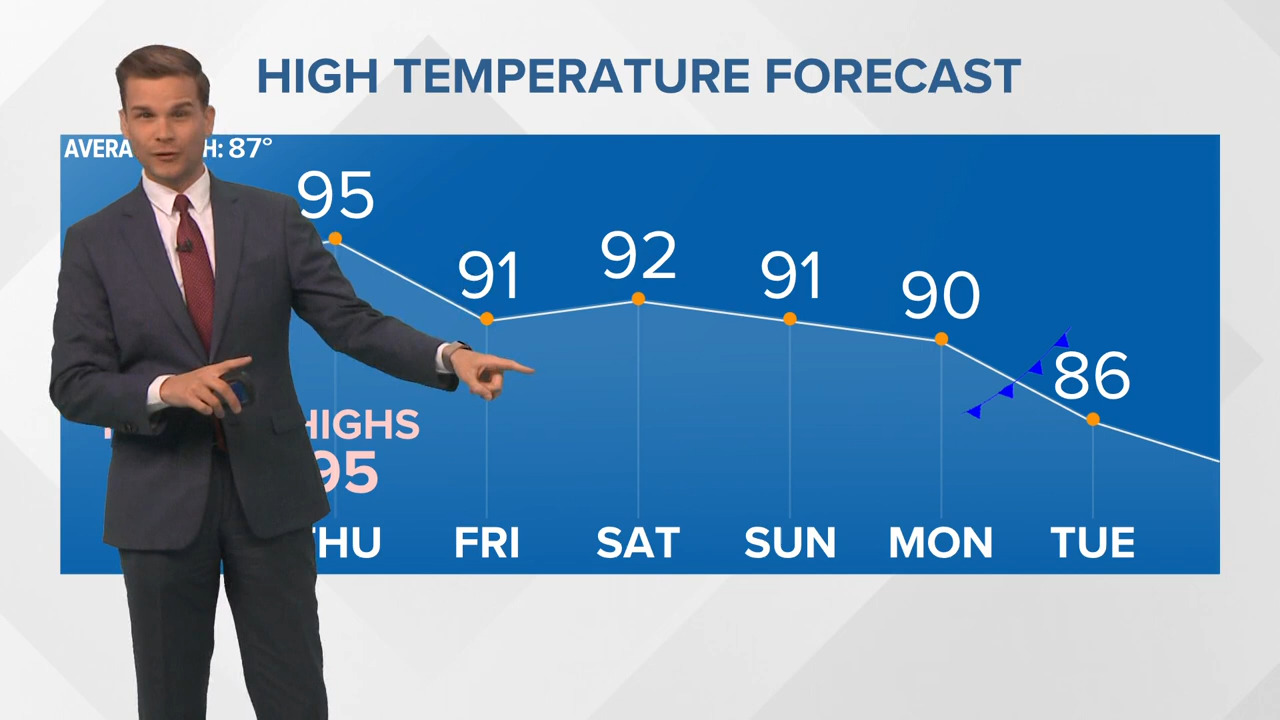 HIGH TEMPERATURE FORECAST
87°
95
91
92
91
90
86
HIGHS
95
FRI
SAT
SUN
MON
TUE